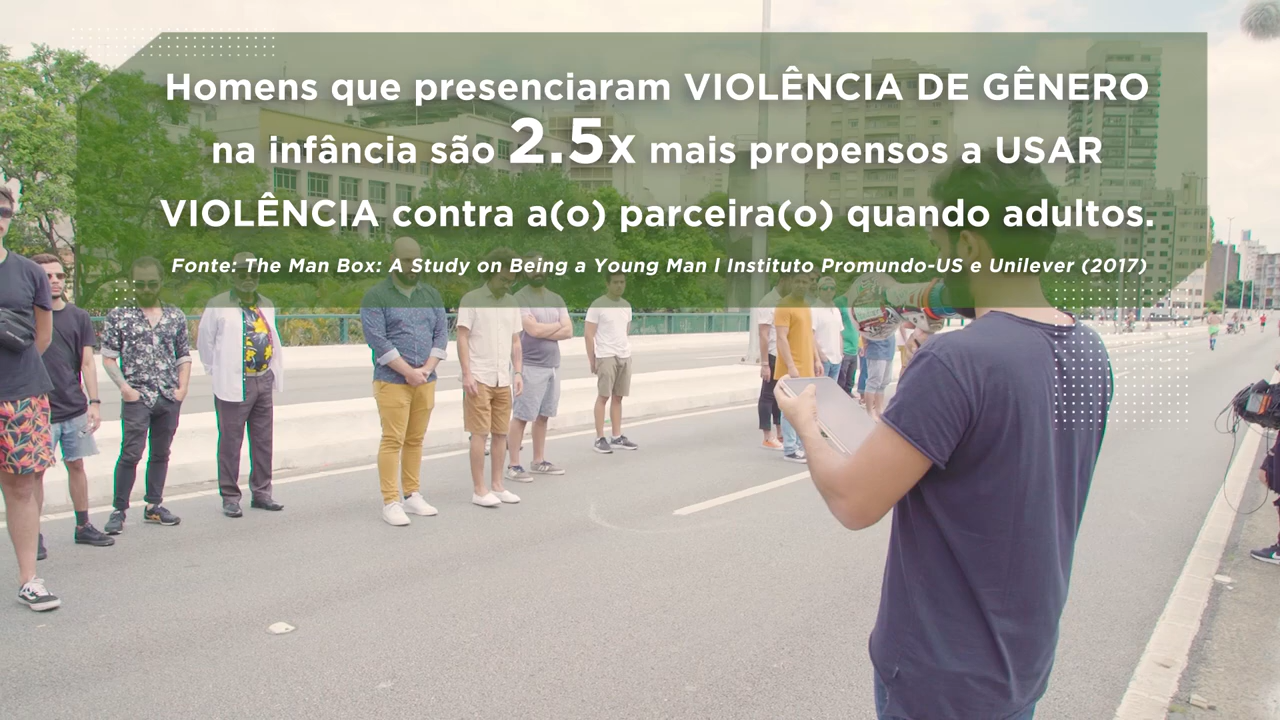 Homens que presenciaram VIOLÊNCIA DE GÊNERO
na infância são 2.5x mais propensos a USAR
VIOLÊNCIA contra a(o) parceira(o) quando adultos.
Fonte: The Man Box: A Study on Being a Young Man l Instituto Promundo-US e Unilever (2017)